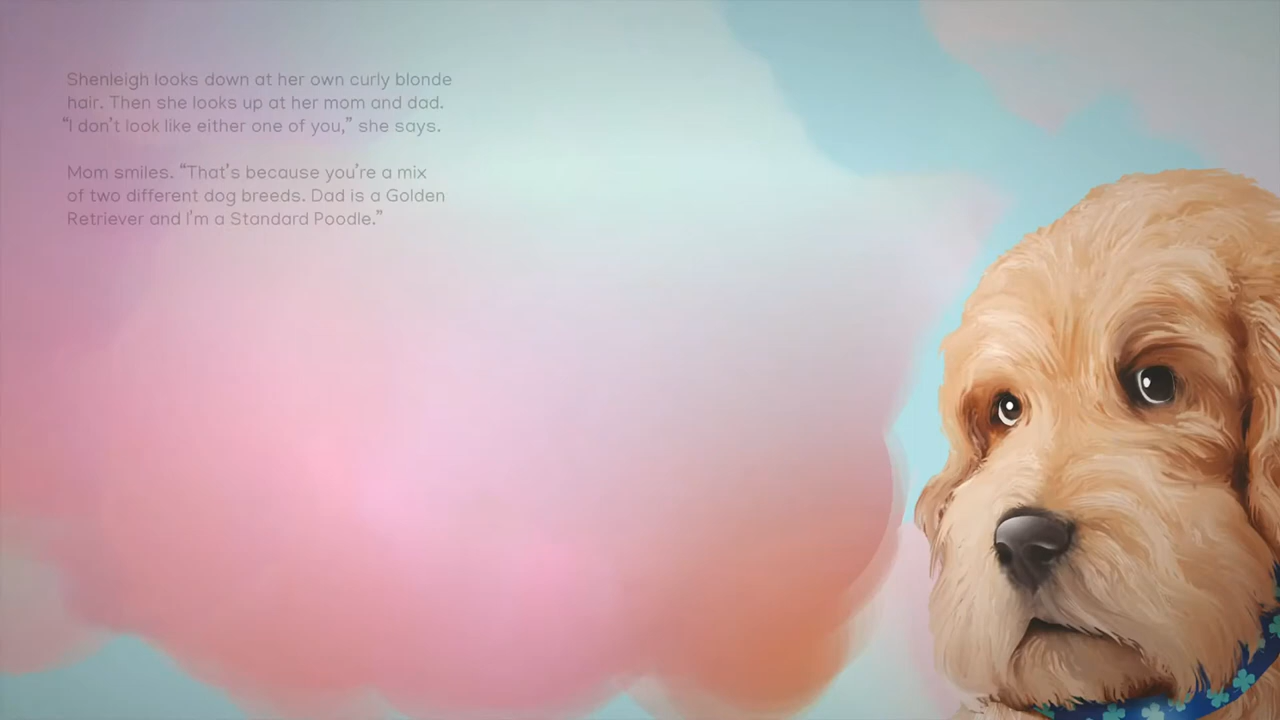 Shenleigh looks down at her own curly blonde
hair. Then she looks up at her mom and dad.
“I don’t look like either one of you,” she says.
Mom smiles. “That’s because you’re a mix
of two different dog breeds. Dad is a Golden
Retriever and I'm a Standard Poodle.”